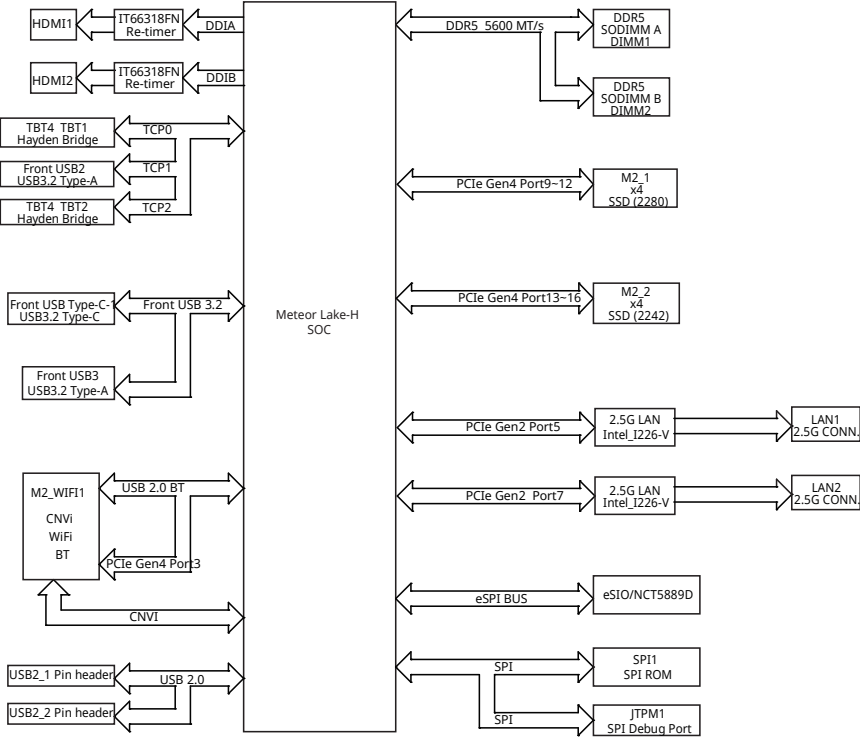 HDMI1
IT66318FN
Re-timer
DDIA
HDMI2
IT66318FN
Re-timer
DDIB
TBT4 TBT1
Hayden Bridge
TCP0
Front USB2
USB3.2 Type-A
TCP1
TBT4 TBT2
Hayden Bridge
TCP2
Front USB Type-C-1
USB3.2 Type-C
Front USB 3.2
Front USB3
USB3.2 Type-A
M2_WIFI1
CNVi
WiFi
BT
USB 2.0 BT
PCIe Gen4 Port3
CNVI
USB2_1 Pin header
USB 2.0
USB2_2 Pin header
Meteor Lake-H
SOC
DDR5 5600 MT/s
DDR5
SODIMM A
DIMM1
DDR5
SODIMM B
DIMM2
PCIe Gen4 Port9~12
M2_1
x4
SSD (2280)
PCIe Gen4 Port13~16
M2_2
x4
SSD (2242)
PCIe Gen2 Port5
2.5G LAN
Intel_I226-V
LAN1
2.5G CONN.
PCIe Gen2 Port7
2.5G LAN
Intel_I226-V
LAN2
2.5G CONN.
eSPI BUS
eSIO/NCT5889D
SPI
SPI1
SPI ROM
SPI
JTPM1
SPI Debug Port